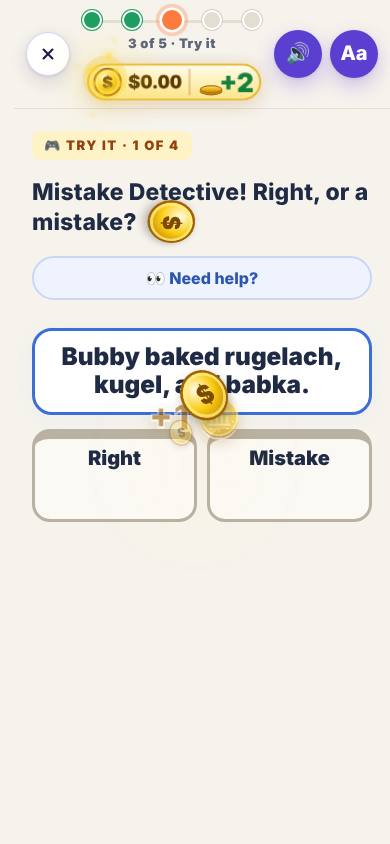 3 of 5 · Try it
$ $0.00 +2
Aa
🎮 TRY IT · 1 OF 4
Mistake Detective! Right, or a
mistake? $
👀 Need help?
Bubby baked rugelach,
kugel, $ babka.
+1
$
Right
Mistake